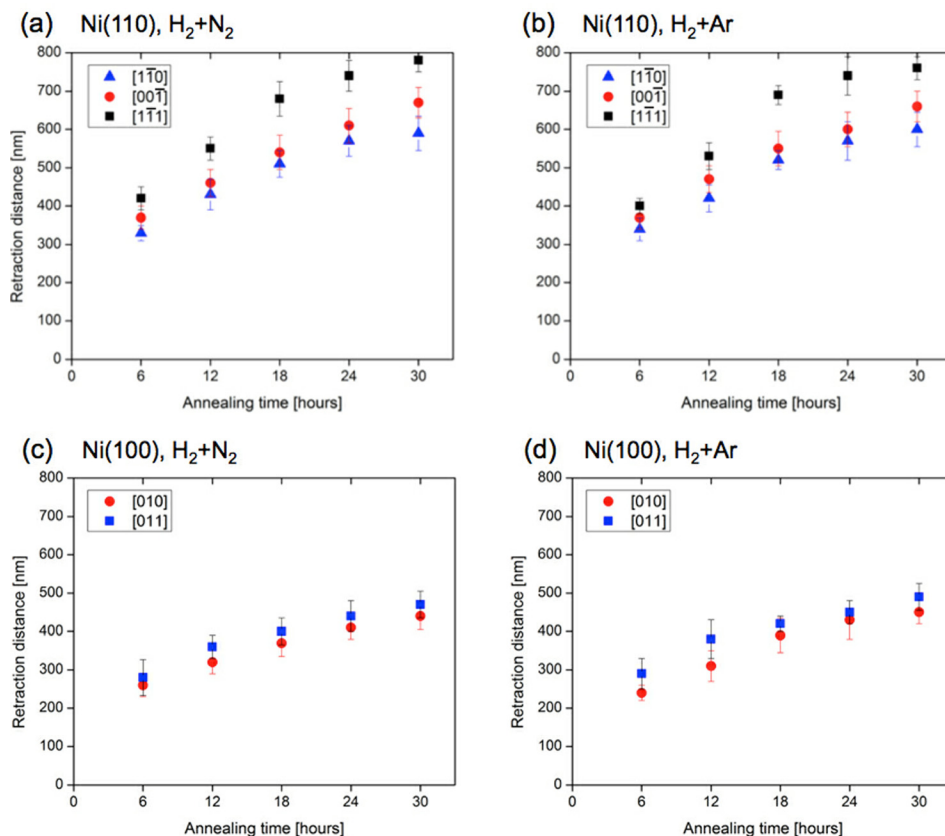 (a) Ni(110), H₂+N₂
800
700
600
500
400
300
200
100
0
Retraction distance [nm]
[11̅0]
[001̅]
[11̅1]
0 6 12 18 24 30
Annealing time [hours]
(b) Ni(110), H₂+Ar
800
700
600
500
400
300
200
100
0
Retraction distance [nm]
[11̅0]
[001̅]
[11̅1]
0 6 12 18 24 30
Annealing time [hours]
(c) Ni(100), H₂+N₂
800
700
600
500
400
300
200
100
0
Retraction distance [nm]
[010]
[011]
0 6 12 18 24 30
Annealing time [hours]
(d) Ni(100), H₂+Ar
800
700
600
500
400
300
200
100
0
Retraction distance [nm]
[010]
[011]
0 6 12 18 24 30
Annealing time [hours]